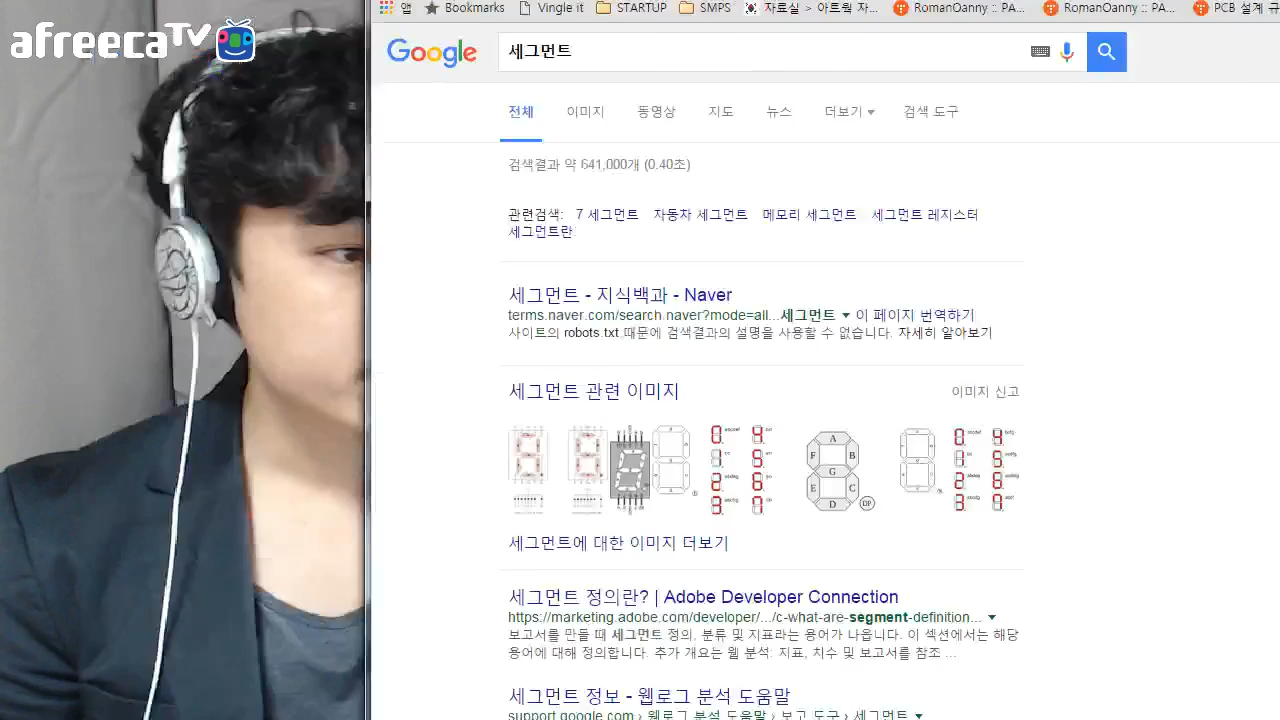 afreecaTV
앱 Bookmarks Vingle it STARTUP SMPS 자료실 > 아트릭 자... RomanOanny :: PA... RomanOanny :: PA... PCB 설계 규
Google 세그먼트
전체 이미지 동영상 지도 뉴스 더보기 검색 도구
검색결과 약 641,000개 (0.40초)
관련검색: 7 세그먼트 자동차 세그먼트 메모리 세그먼트 세그먼트 레지스터
세그먼트란
세그먼트 - 지식백과 - Naver
terms.naver.com/search.naver?mode=all...세그먼트 이 페이지 번역하기
사이트의 robots.txt 때문에 검색결과의 설명을 사용할 수 없습니다. 자세히 알아보기
세그먼트 관련 이미지 이미지 신고
A
F B
G
E C
D DP
세그먼트에 대한 이미지 더보기
세그먼트 정의란? | Adobe Developer Connection
https://marketing.adobe.com/developer/.../c-what-are-segment-definition...
보고서를 만들 때 세그먼트 정의, 분류 및 지표라는 용어가 나옵니다. 이 섹션에서는 해당
용어에 대해 정의합니다. 추가 개요는 웹 분석: 지표, 치수 및 보고서를 참조 ...
세그먼트 정보 - 웹로그 분석 도움말
support.google.com › 웹로그 분석 도움말 › 보고 도구 › 세그먼트